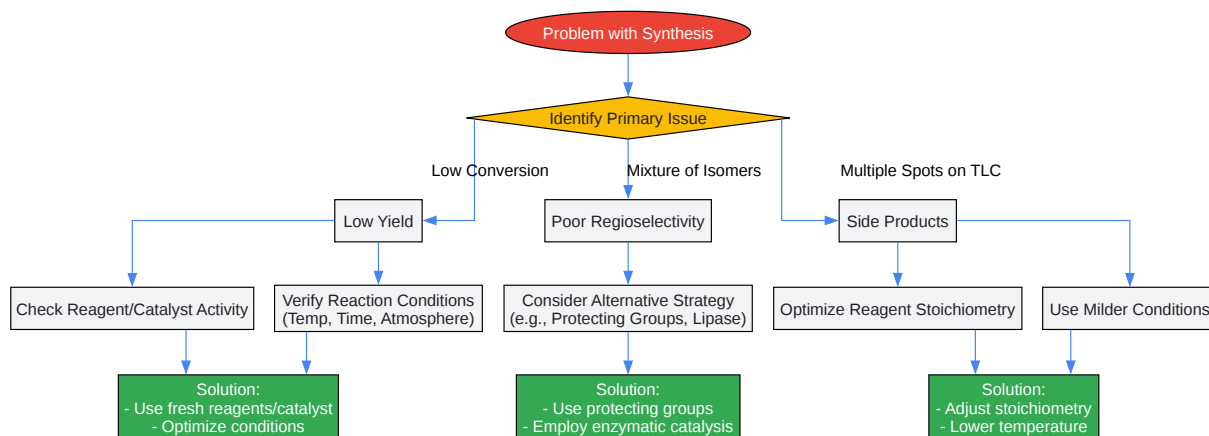 Problem with Synthesis
Identify Primary Issue
Low Conversion
Mixture of Isomers
Multiple Spots on TLC
Low Yield
Poor Regioselectivity
Side Products
Check Reagent/Catalyst Activity
Verify Reaction Conditions
(Temp, Time, Atmosphere)
Consider Alternative Strategy
(e.g., Protecting Groups, Lipase)
Optimize Reagent Stoichiometry
Use Milder Conditions
Solution:
- Use fresh reagents/catalyst
- Optimize conditions
Solution:
- Use protecting groups
- Employ enzymatic catalysis
Solution:
- Adjust stoichiometry
- Lower temperature